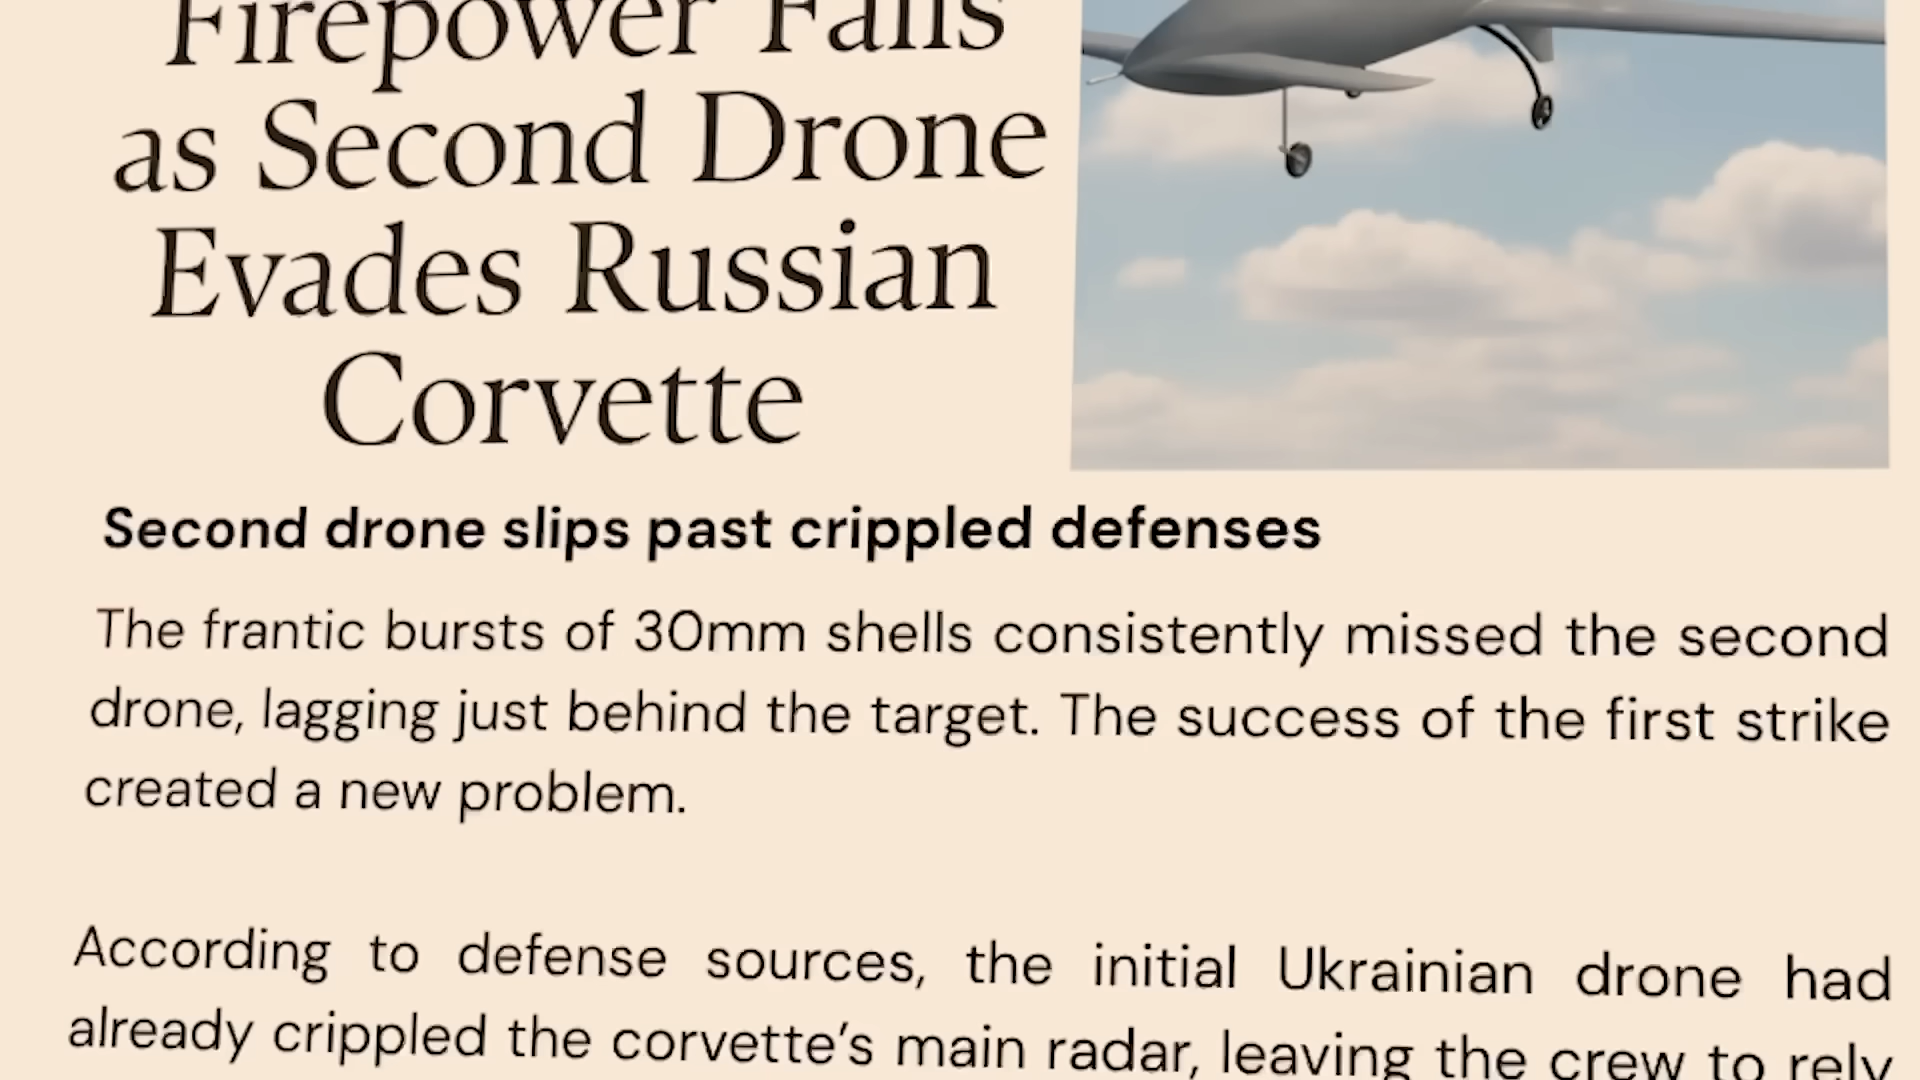 Firepower Fails
as Second Drone
Evades Russian
Corvette
Second drone slips past crippled defenses
The frantic bursts of 30mm shells consistently missed the second
drone, lagging just behind the target. The success of the first strike
created a new problem.
According to defense sources, the initial Ukrainian drone had
already crippled the corvette’s main radar, leaving the crew to rely